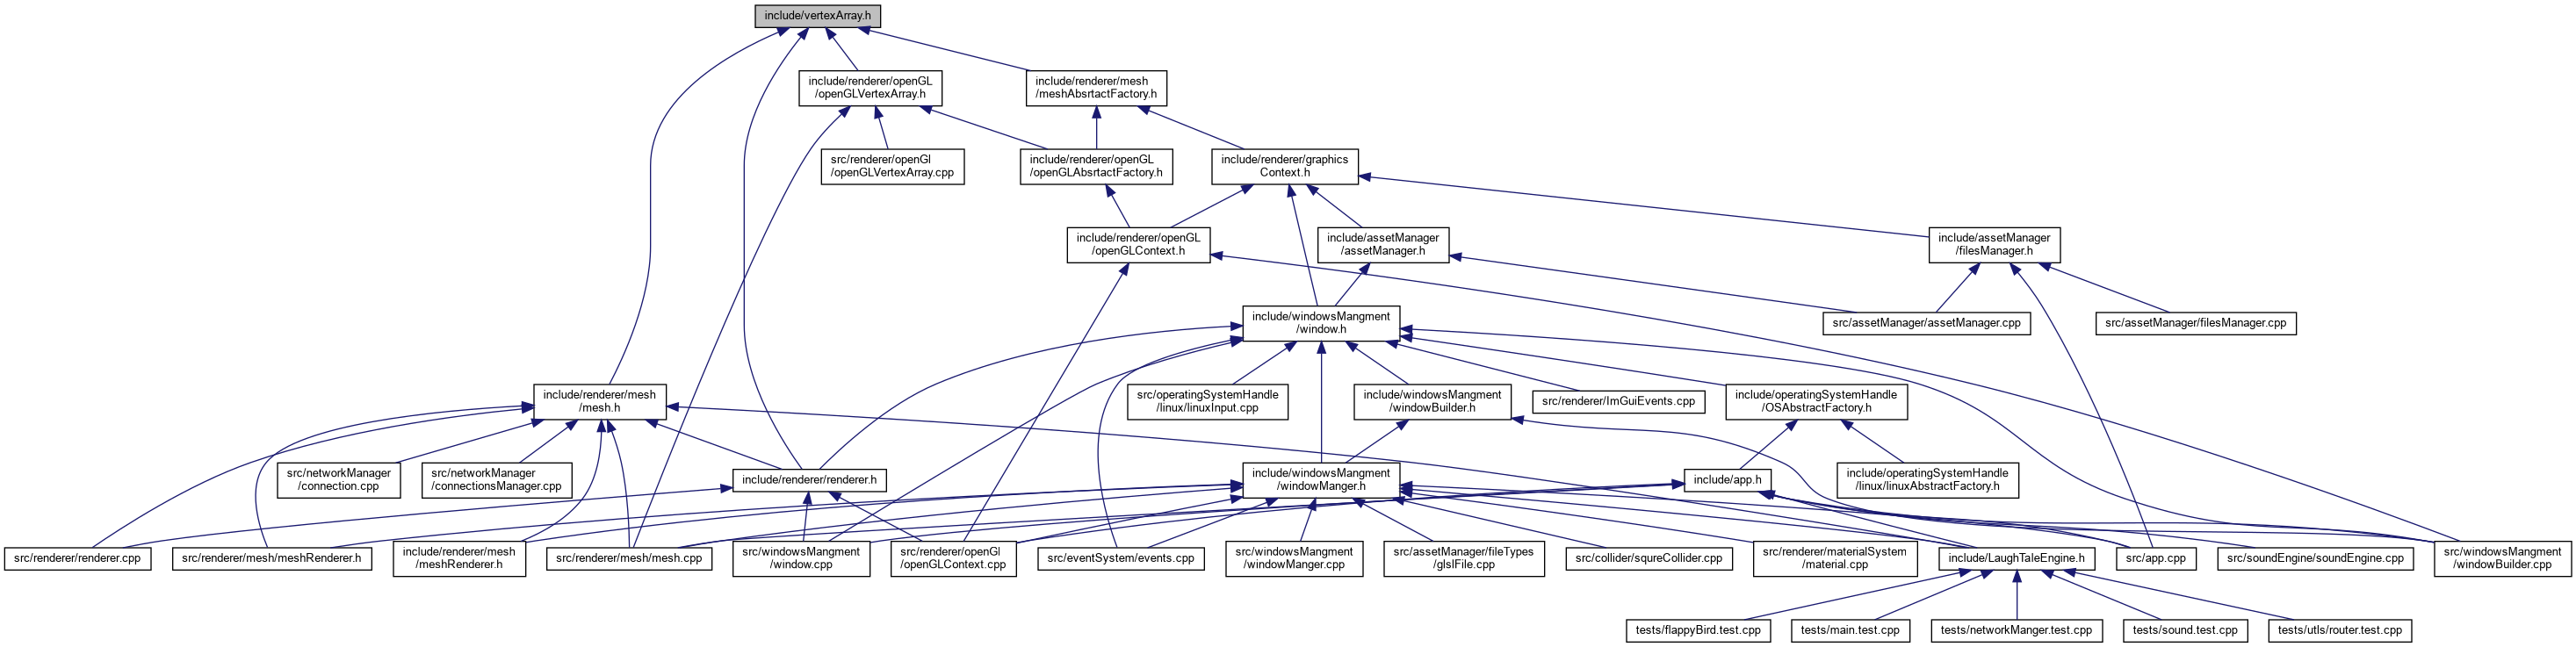 include/vertexArray.h
include/renderer/openGL
/openGLVertexArray.h
include/renderer/mesh
/meshAbsrtactFactory.h
src/renderer/openGl
/openGLVertexArray.cpp
include/renderer/openGL
/openGLAbsrtactFactory.h
include/renderer/graphics
Context.h
include/renderer/openGL
/openGLContext.h
include/assetManager
/assetManager.h
include/assetManager
/filesManager.h
include/windowsMangment
/window.h
src/assetManager/assetManager.cpp
src/assetManager/filesManager.cpp
include/renderer/mesh
/mesh.h
src/operatingSystemHandle
/linux/linuxInput.cpp
include/windowsMangment
/windowBuilder.h
src/renderer/ImGuiEvents.cpp
include/operatingSystemHandle
/OSAbstractFactory.h
src/networkManager
/connection.cpp
src/networkManager
/connectionsManager.cpp
include/renderer/renderer.h
include/windowsMangment
/windowManger.h
include/app.h
include/operatingSystemHandle
/linux/linuxAbstractFactory.h
src/renderer/renderer.cpp
src/renderer/mesh/meshRenderer.h
include/renderer/mesh
/meshRenderer.h
src/renderer/mesh/mesh.cpp
src/windowsMangment
/window.cpp
src/renderer/openGl
/openGLContext.cpp
src/eventSystem/events.cpp
src/windowsMangment
/windowManger.cpp
src/assetManager/fileTypes
/glslFile.cpp
src/collider/squreCollider.cpp
src/renderer/materialSystem
/material.cpp
include/LaughTaleEngine.h
src/app.cpp
src/soundEngine/soundEngine.cpp
src/windowsMangment
/windowBuilder.cpp
tests/flappyBird.test.cpp
tests/main.test.cpp
tests/networkManger.test.cpp
tests/sound.test.cpp
tests/utls/router.test.cpp